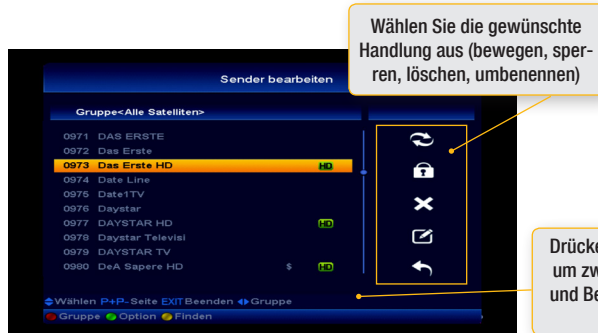 Wählen Sie die gewünschte
Handlung aus (bewegen, sper-
ren, löschen, umbenennen)
Sender bearbeiten
Gruppe<Alle Satelliten>
0971 DAS ERSTE
0972 Das Erste
0973 Das Erste HD HD
0974 Date Line
0975 Date1TV
0976 Daystar
0977 DAYSTAR HD HD
0978 Daystar Televisi
0979 DAYSTAR TV
0980 DeA Sapere HD $ HD
Drücke
um zw
und Be
Wählen P+P-Seite EXIT Beenden Gruppe
Gruppe Option Finden